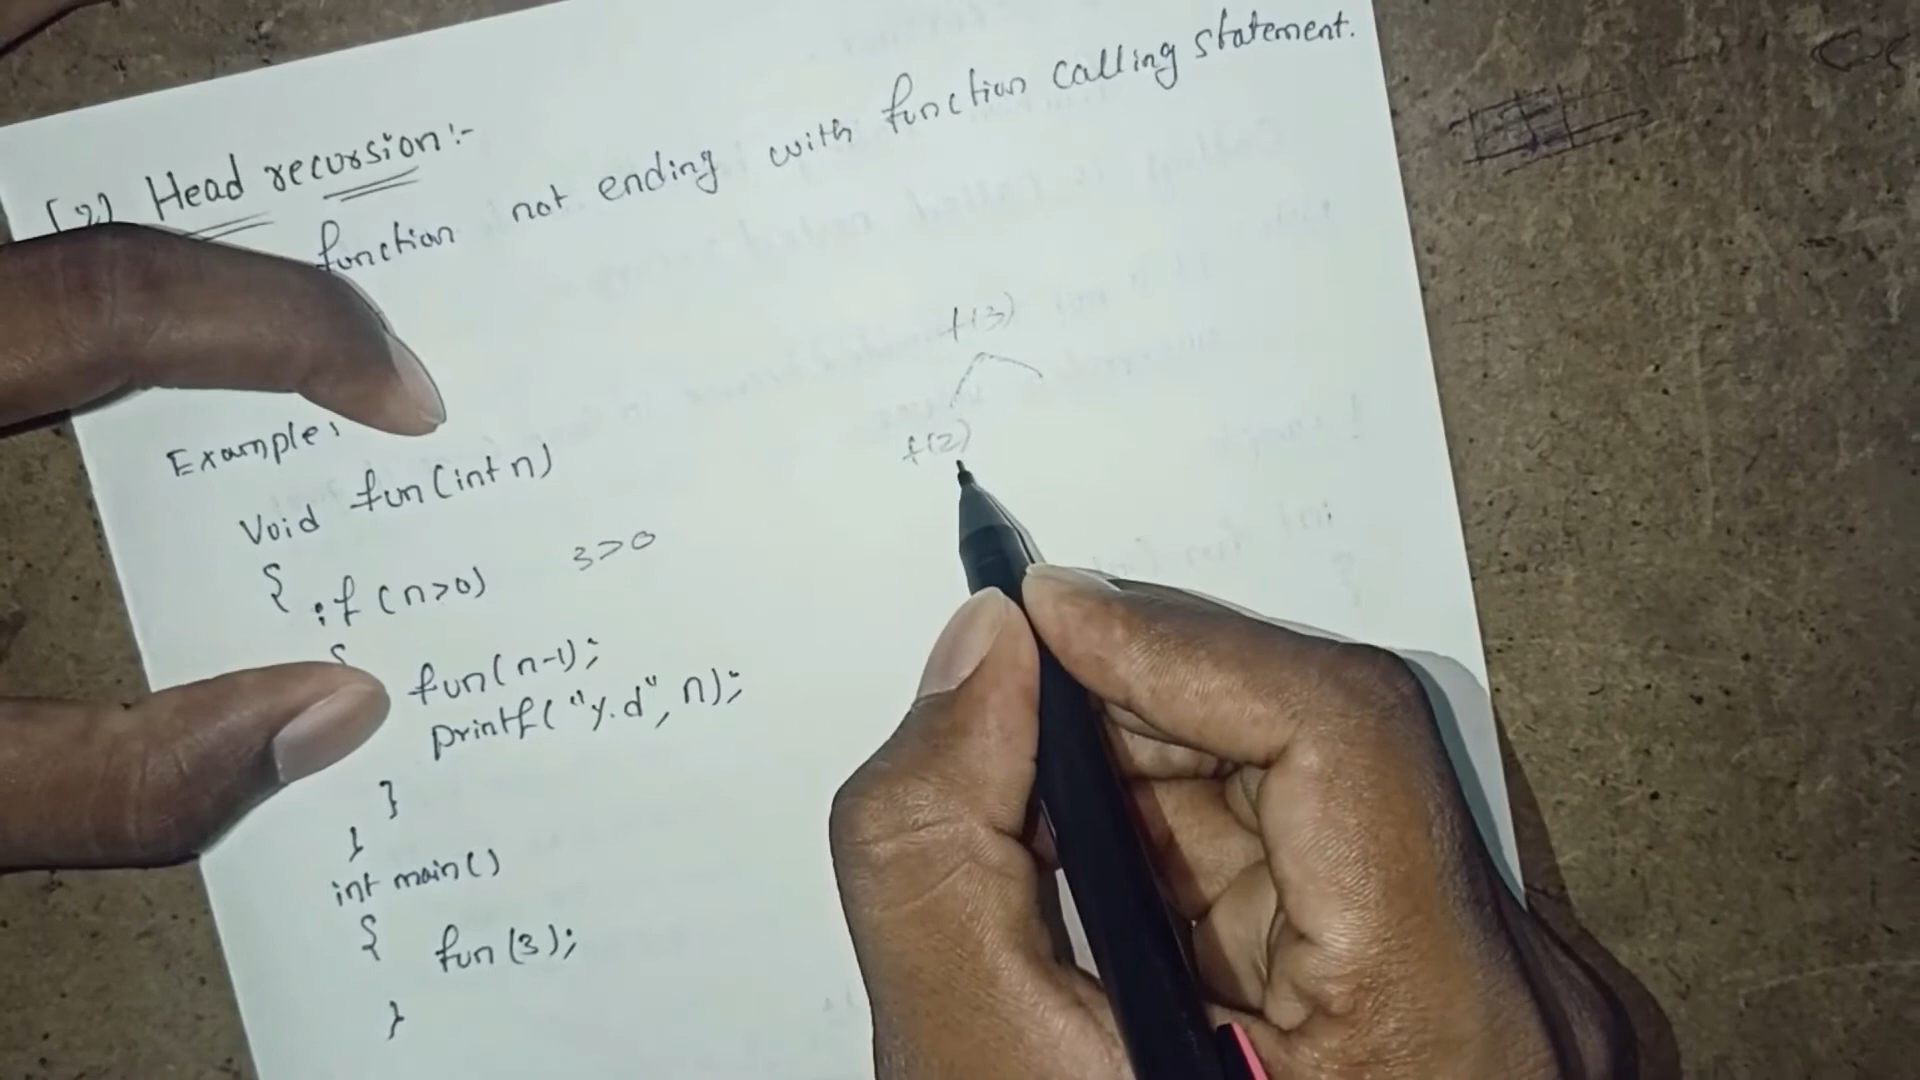 (2) Head recursion:-
function not ending with function calling statement.
f(3)
f(2)
Example:
Void fun(int n)
{ if (n>0) 3>0
{
fun(n-1);
printf("%d", n);
}
}
int main()
{ fun(3);
}